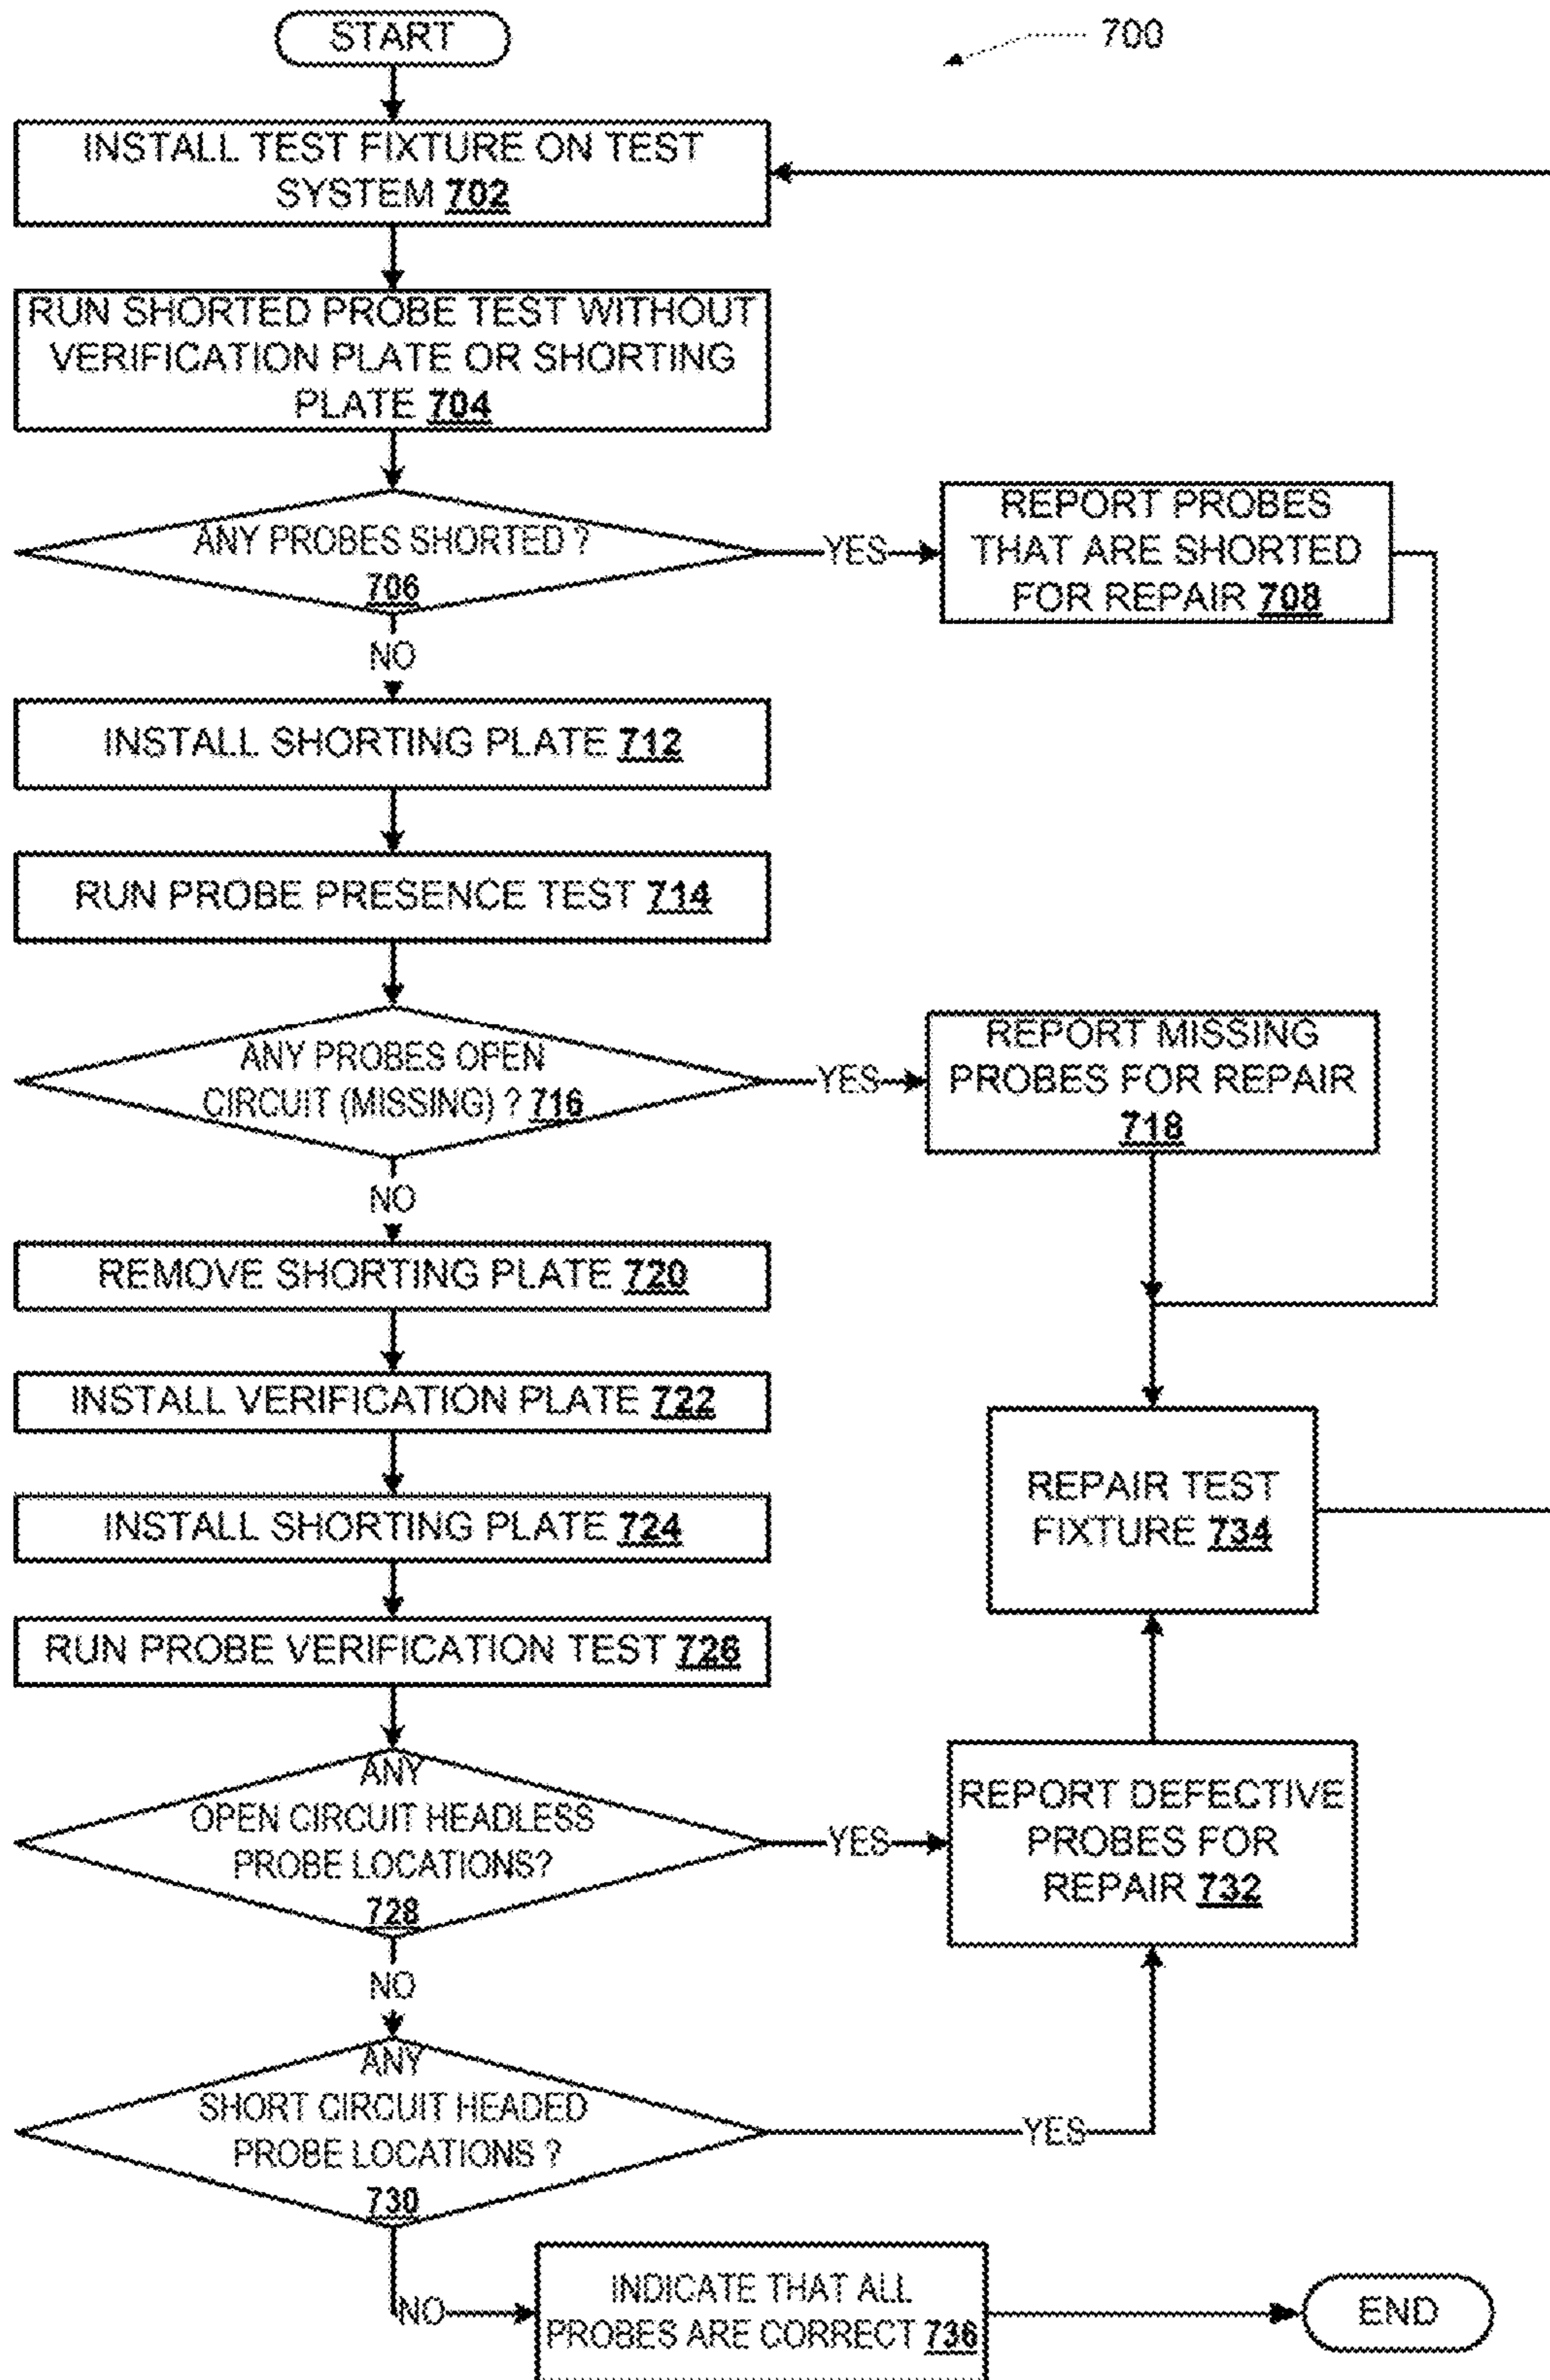 START
700
INSTALL TEST FIXTURE ON TEST
SYSTEM 702
RUN SHORTED PROBE TEST WITHOUT
VERIFICATION PLATE OR SHORTING
PLATE 704
ANY PROBES SHORTED ?
706
YES
REPORT PROBES
THAT ARE SHORTED
FOR REPAIR 708
NO
INSTALL SHORTING PLATE 712
RUN PROBE PRESENCE TEST 714
ANY PROBES OPEN
CIRCUIT (MISSING) ? 716
YES
REPORT MISSING
PROBES FOR REPAIR
718
NO
REMOVE SHORTING PLATE 720
INSTALL VERIFICATION PLATE 722
INSTALL SHORTING PLATE 724
REPAIR TEST
FIXTURE 734
RUN PROBE VERIFICATION TEST 726
ANY
OPEN CIRCUIT HEADLESS
PROBE LOCATIONS?
728
YES
REPORT DEFECTIVE
PROBES FOR
REPAIR 732
NO
ANY
SHORT CIRCUIT HEADED
PROBE LOCATIONS ?
730
YES
NO
INDICATE THAT ALL
PROBES ARE CORRECT 736
END